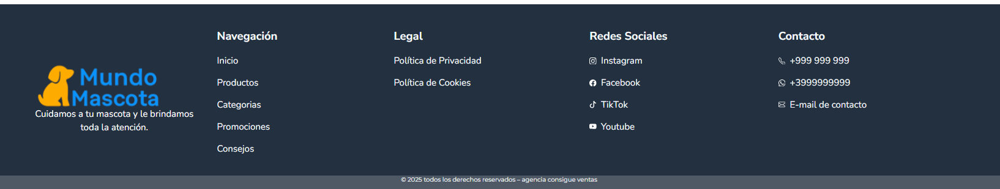 Mundo
Mascota
Cuidamos a tu mascota y le brindamos
toda la atención.
Navegación
Inicio
Productos
Categorias
Promociones
Consejos
Legal
Política de Privacidad
Política de Cookies
Redes Sociales
Instagram
Facebook
TikTok
Youtube
Contacto
+999 999 999
+3999999999
E-mail de contacto
© 2025 todos los derechos reservados – agencia consigue ventas